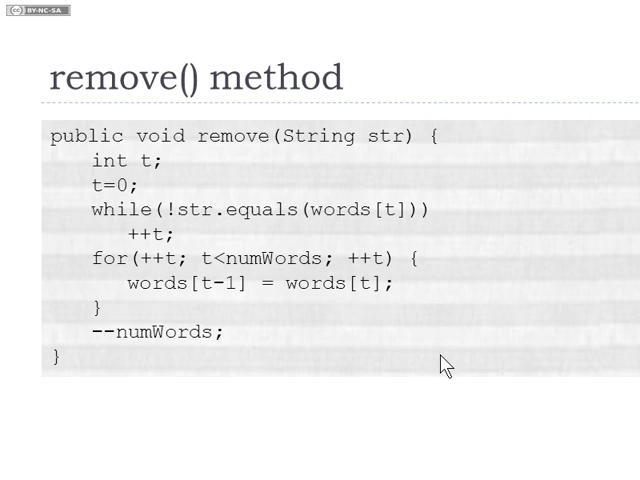 BY-NC-SA
remove() method
public void remove(String str) {
int t;
t=0;
while(!str.equals(words[t]))
++t;
for(++t; t<numWords; ++t) {
words[t-1] = words[t];
}
--numWords;
}